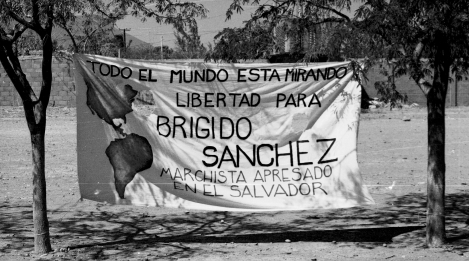 TODO EL MUNDO ESTA MIRANDO
LIBERTAD PARA
BRIGIDO
SANCHEZ
MARCHISTA APRESADO
EN EL SALVADOR